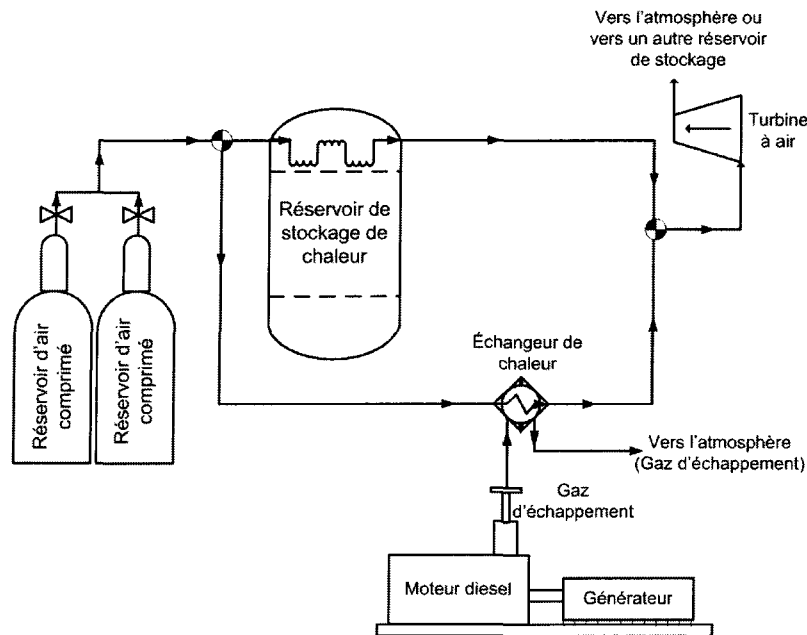 Vers l'atmosphère ou
vers un autre réservoir
de stockage
Turbine
à air
Réservoir de
stockage de
chaleur
Réservoir d'air
comprimé
Réservoir d'air
comprimé
Échangeur de
chaleur
Vers l'atmosphère
(Gaz d'échappement)
Gaz
d'échappement
Moteur diesel
Générateur